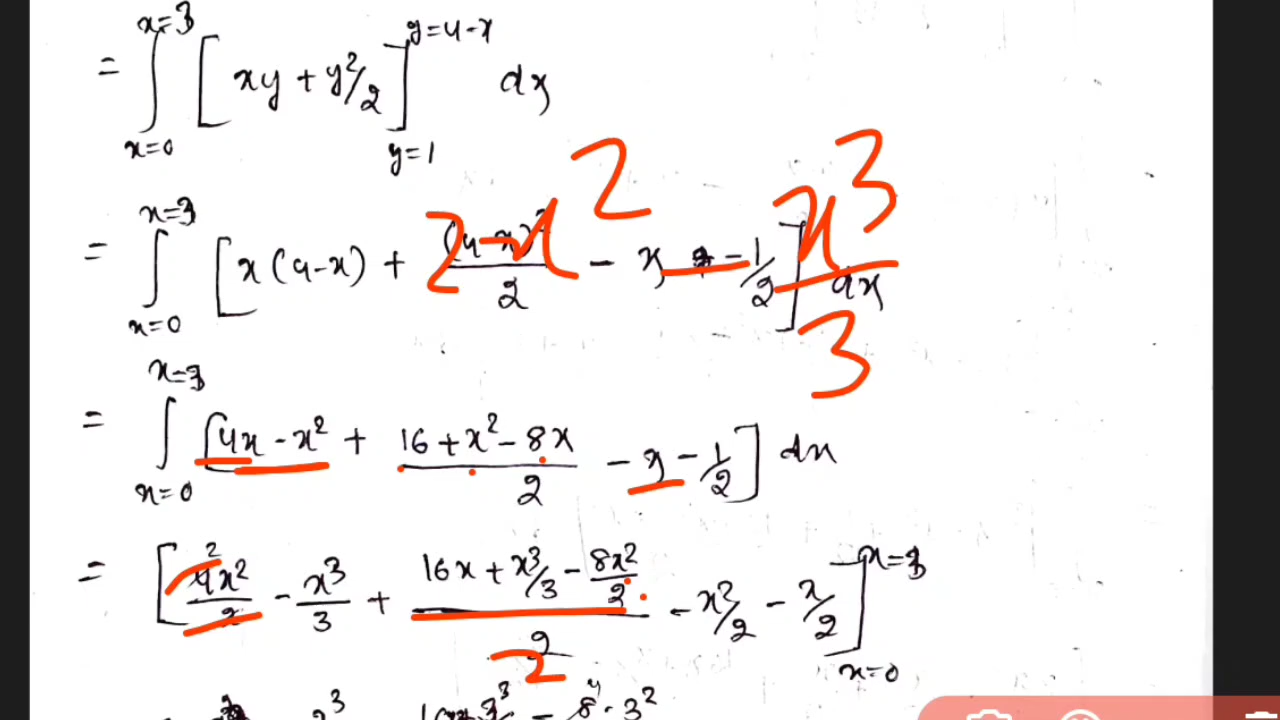 x=3
= ∫ [ xy + y²/2 ] y=4-x dx
x=0 y=1
x=3
= ∫ [ x(4-x) + (4-x)²/2 - x - 1/2 ] dx
x=0
2-x² x³/3
x=3
= ∫ [ 4x - x² + (16 + x² - 8x)/2 - x - 1/2 ] dx
x=0
= [ 4x²/2 - x³/3 + (16x + x³/3 - 8x²/2)/2 - x²/2 - x/2 ] x=3
2
x=0